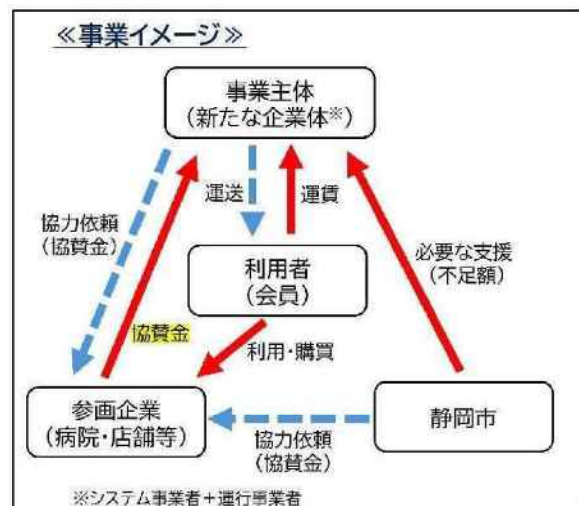 ≪事業イメージ≫
事業主体
(新たな企業体※)
運送
運賃
協力依頼
(協賛金)
必要な支援
(不足額)
利用者
(会員)
協賛金
利用・購買
参画企業
(病院・店舗等)
静岡市
協力依頼
(協賛金)
※システム事業者+運行事業者